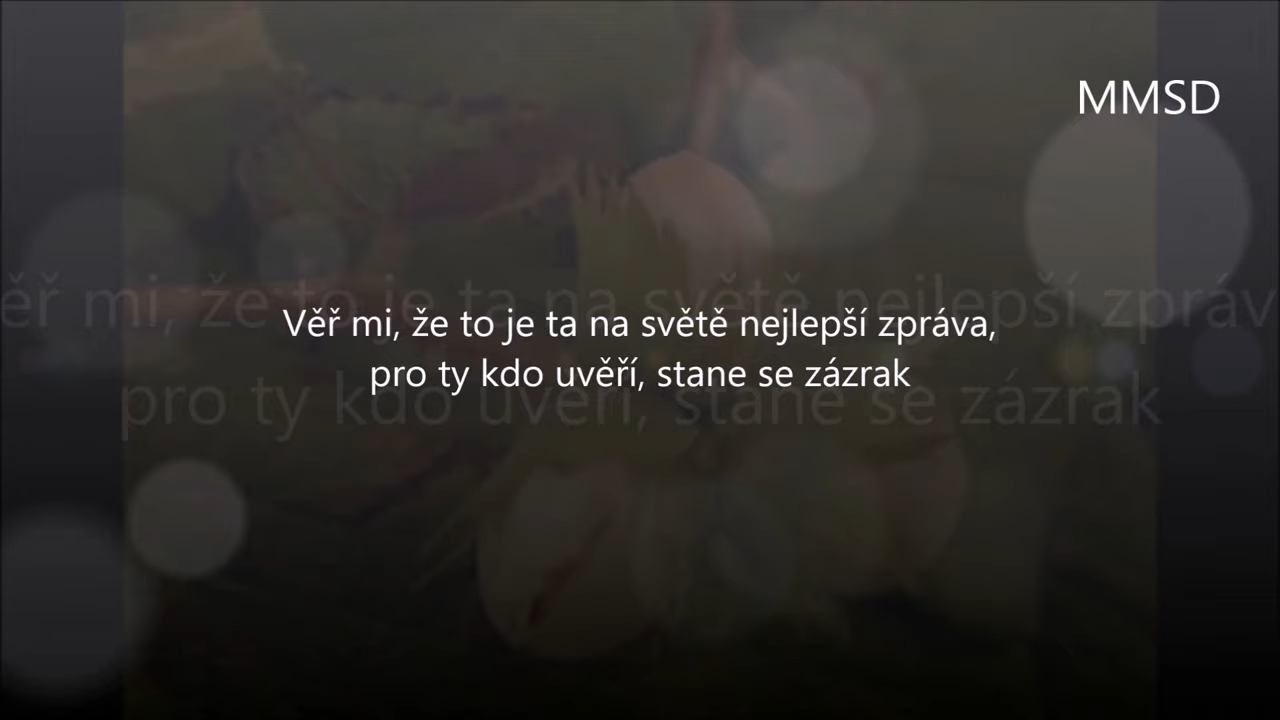 MMSD
Věř mi, že to je ta na světě nejlepší zpráva,
pro ty kdo uvěří, stane se zázrak